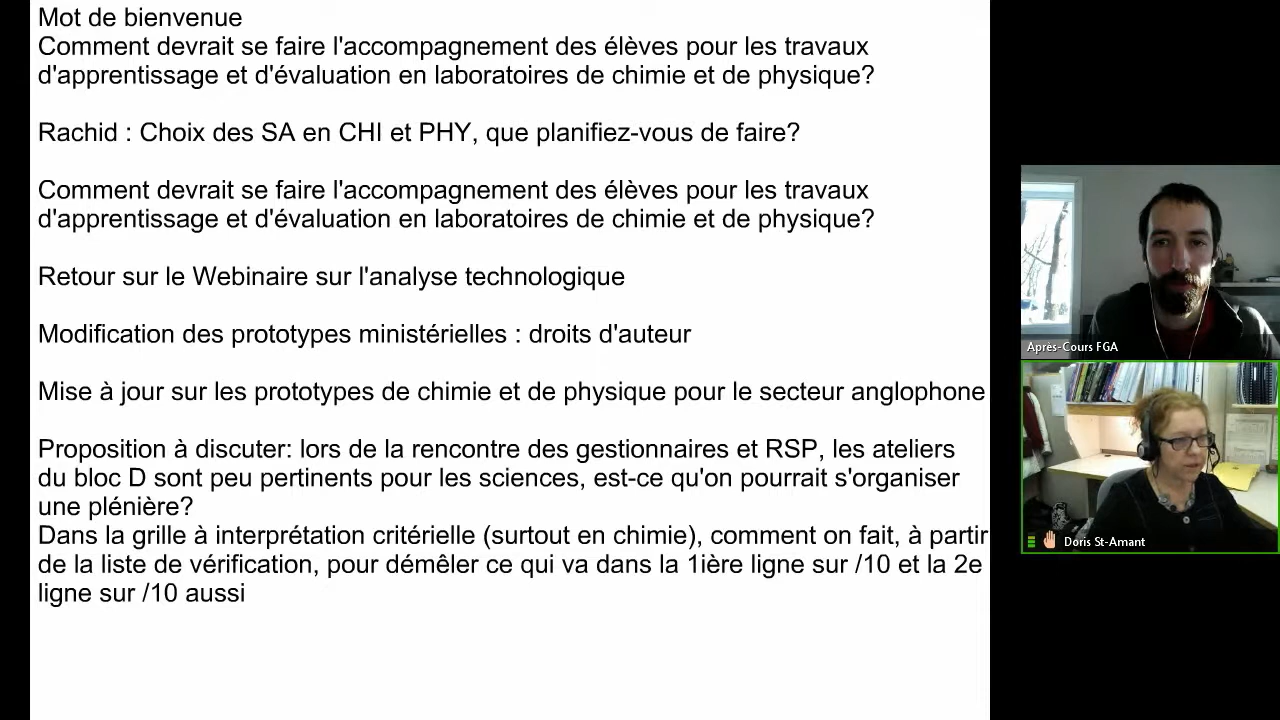 Mot de bienvenue
Comment devrait se faire l'accompagnement des élèves pour les travaux
d'apprentissage et d'évaluation en laboratoires de chimie et de physique?
Rachid : Choix des SA en CHI et PHY, que planifiez-vous de faire?
Comment devrait se faire l'accompagnement des élèves pour les travaux
d'apprentissage et d'évaluation en laboratoires de chimie et de physique?
Retour sur le Webinaire sur l'analyse technologique
Modification des prototypes ministérielles : droits d'auteur
Mise à jour sur les prototypes de chimie et de physique pour le secteur anglophone
Proposition à discuter: lors de la rencontre des gestionnaires et RSP, les ateliers
du bloc D sont peu pertinents pour les sciences, est-ce qu'on pourrait s'organiser
une plénière?
Dans la grille à interprétation critérielle (surtout en chimie), comment on fait, à partir
de la liste de vérification, pour démêler ce qui va dans la 1ière ligne sur /10 et la 2e
ligne sur /10 aussi
Après-Cours FGA
Doris St-Amant